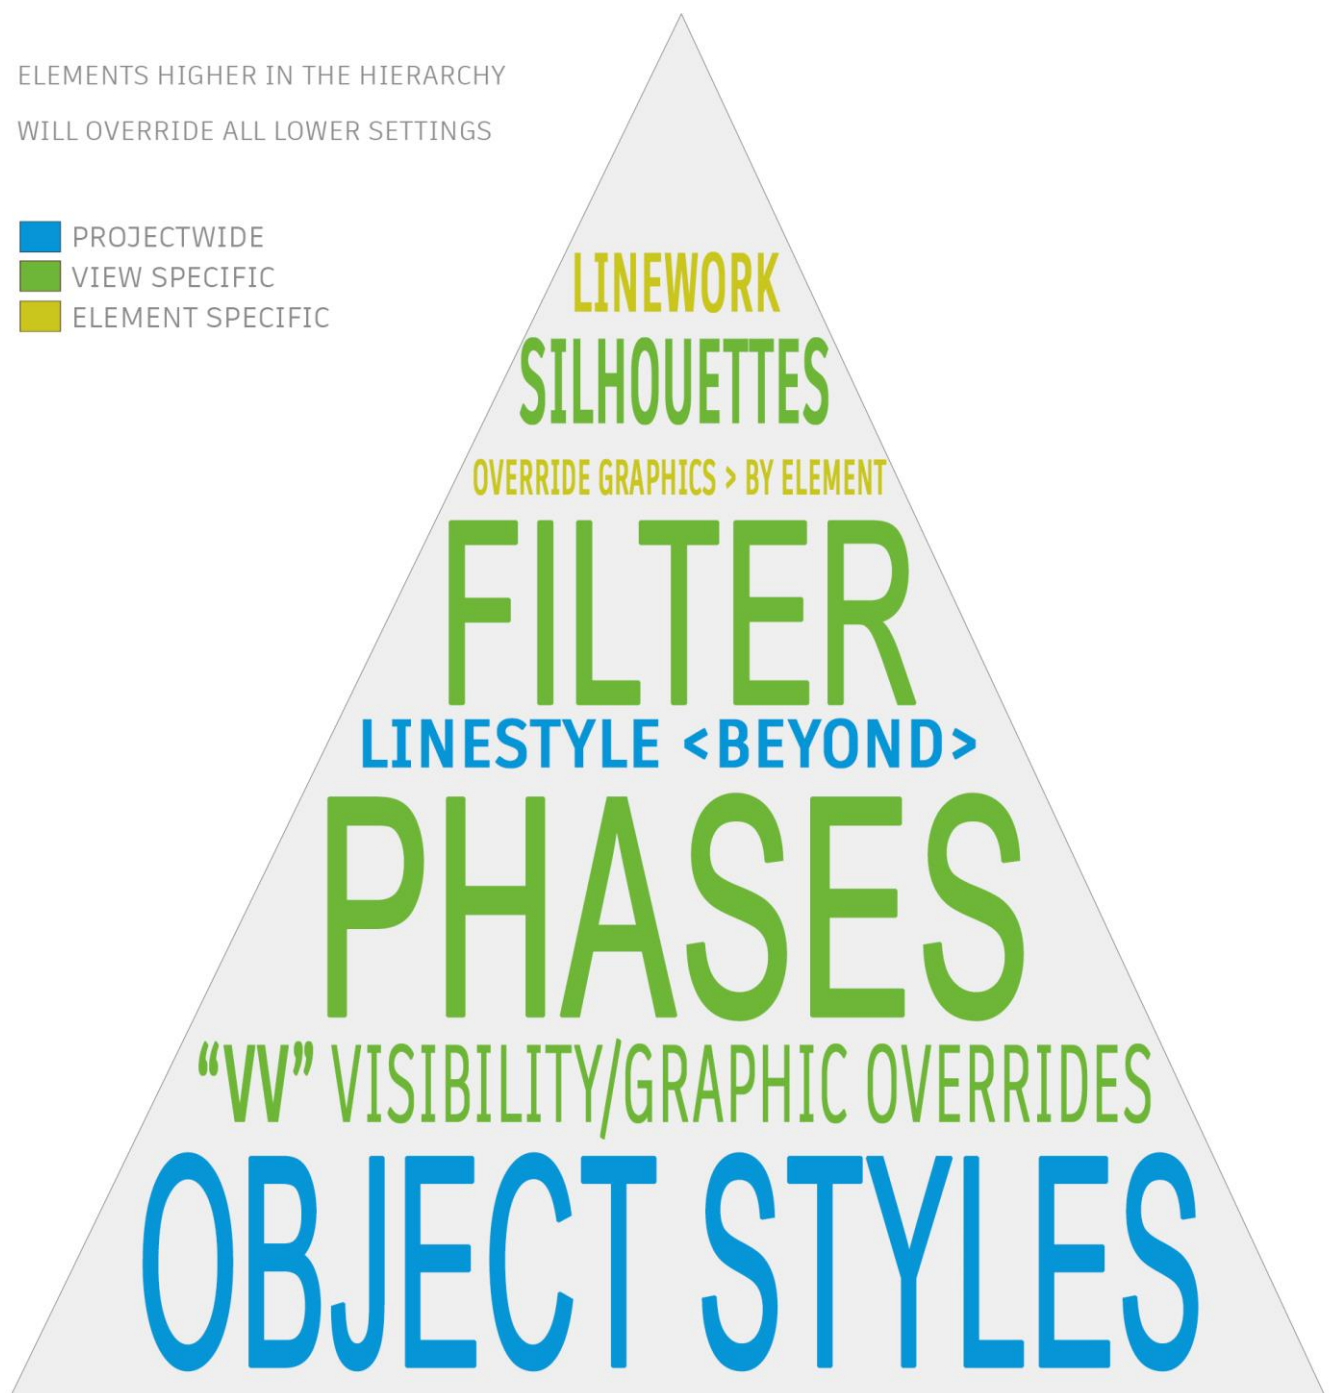 ELEMENTS HIGHER IN THE HIERARCHY
WILL OVERRIDE ALL LOWER SETTINGS
PROJECTWIDE
VIEW SPECIFIC
ELEMENT SPECIFIC
LINEWORK
SILHOUETTES
OVERRIDE GRAPHICS > BY ELEMENT
FILTER
LINESTYLE <BEYOND>
PHASES
“VV” VISIBILITY/GRAPHIC OVERRIDES
OBJECT STYLES